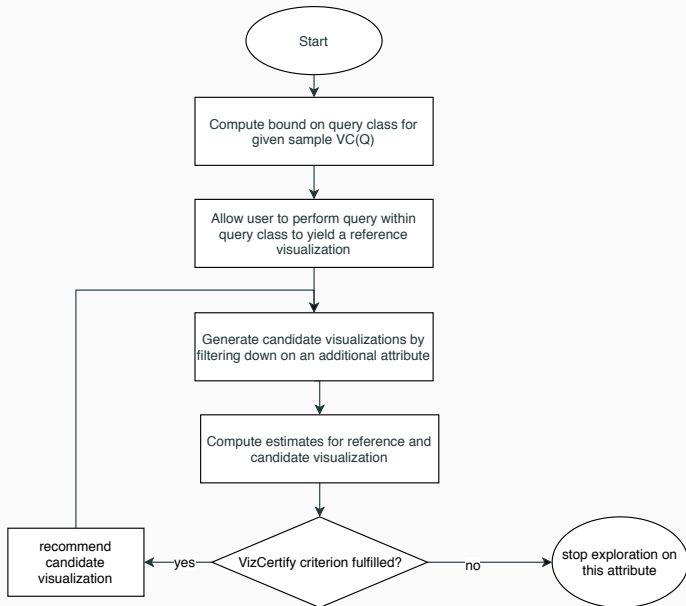 Start
Compute bound on query class for
given sample VC(Q)
Allow user to perform query within
query class to yield a reference
visualization
Generate candidate visualizations by
filtering down on an additional attribute
Compute estimates for reference and
candidate visualization
VizCertify criterion fulfilled?
yes
recommend
candidate
visualization
no
stop exploration on
this attribute